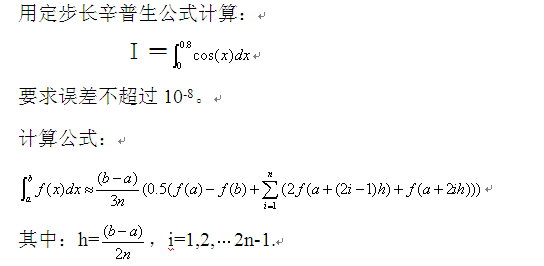 用定步长辛普生公式计算：
I＝∫₀^0.8 cos(x)dx
要求误差不超过 10⁻⁸。
计算公式：
∫ₐᵇ f(x)dx≈(b−a)/3n (0.5(f(a)−f(b)+∑ᵢ₌₁ⁿ(2f(a+(2i−1)h)+f(a+2ih)))
其中：h=(b−a)/2n，i=1,2,…2n-1.